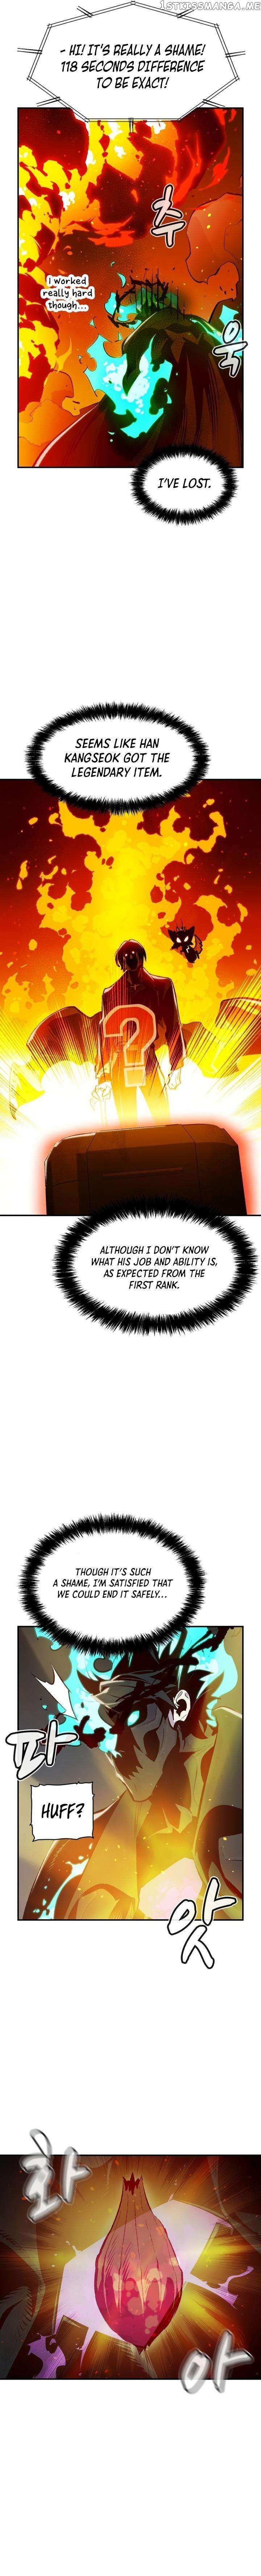 1STKISSMANGA.ME
- HI! IT'S REALLY A SHAME!
118 SECONDS DIFFERENCE
TO BE EXACT!
추
I worked
really hard
though...
욱
I'VE LOST.
SEEMS LIKE HAN
KANGSEOK GOT THE
LEGENDARY ITEM.
?
ALTHOUGH I DON'T KNOW
WHAT HIS JOB AND ABILITY IS,
AS EXPECTED FROM THE
FIRST RANK.
THOUGH IT'S SUCH
A SHAME, I'M SATISFIED THAT
WE COULD END IT SAFELY...
파
HUFF?
앗
화
아